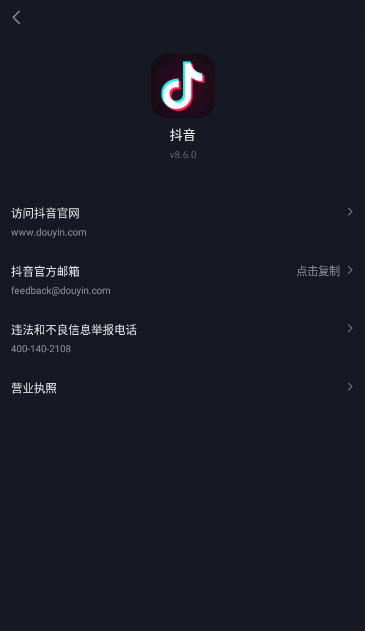 抖音
v8.6.0
访问抖音官网
www.douyin.com
抖音官方邮箱 点击复制
feedback@douyin.com
违法和不良信息举报电话
400-140-2108
营业执照